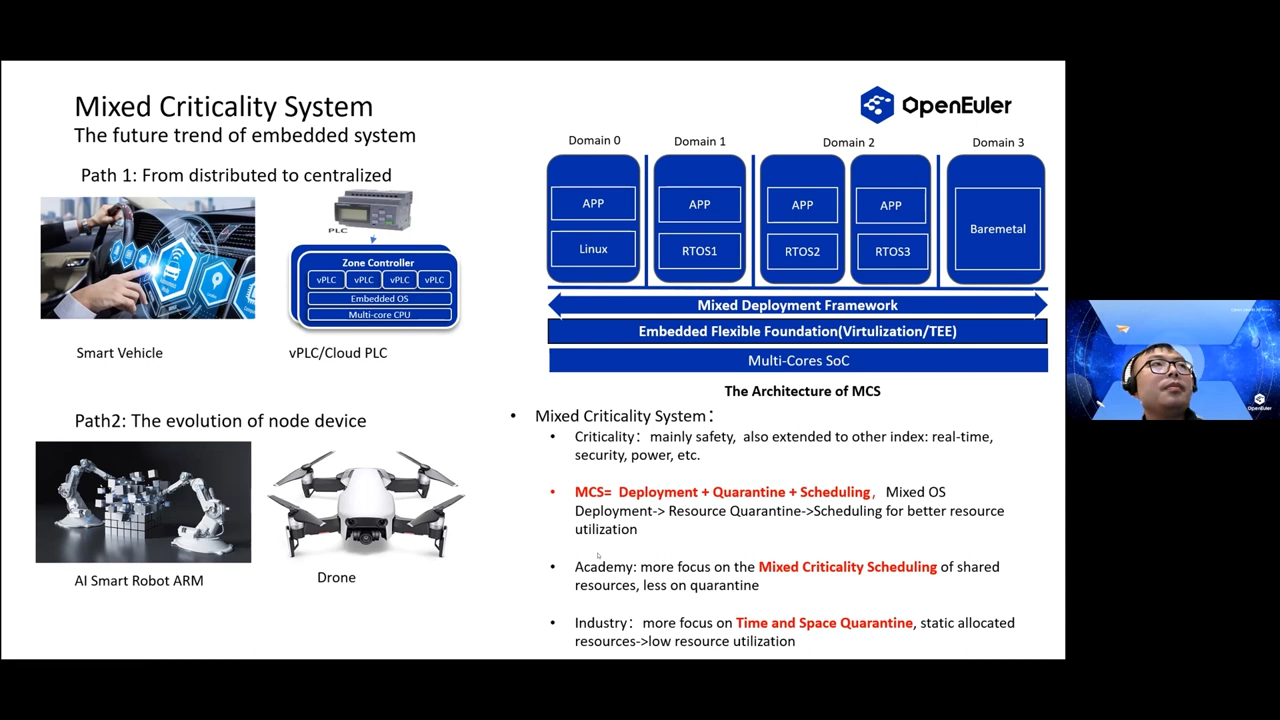 Mixed Criticality System
The future trend of embedded system
OpenEuler
Path 1: From distributed to centralized
PLC
Zone Controller
vPLC vPLC vPLC vPLC
Embedded OS
Multi-core CPU
Smart Vehicle
vPLC/Cloud PLC
Path2: The evolution of node device
AI Smart Robot ARM
Drone
Domain 0 Domain 1 Domain 2 Domain 3
APP APP APP APP
Baremetal
Linux RTOS1 RTOS2 RTOS3
Mixed Deployment Framework
Embedded Flexible Foundation(Virtulization/TEE)
Multi-Cores SoC
The Architecture of MCS
• Mixed Criticality System：
• Criticality：mainly safety, also extended to other index: real-time,
security, power, etc.
• MCS= Deployment + Quarantine + Scheduling，Mixed OS
Deployment-> Resource Quarantine->Scheduling for better resource
utilization
• Academy: more focus on the Mixed Criticality Scheduling of shared
resources, less on quarantine
• Industry：more focus on Time and Space Quarantine, static allocated
resources->low resource utilization
OpenEuler